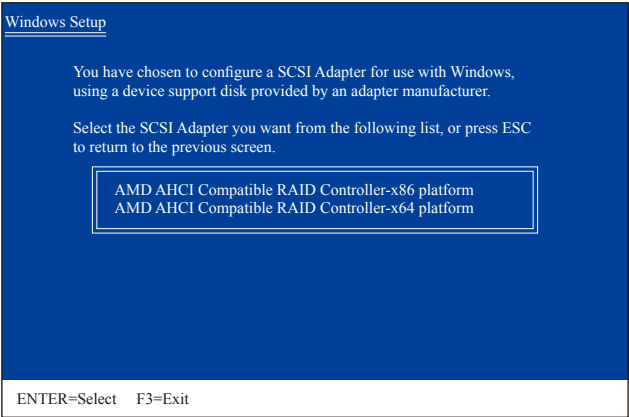 Windows Setup
You have chosen to configure a SCSI Adapter for use with Windows,
using a device support disk provided by an adapter manufacturer.
Select the SCSI Adapter you want from the following list, or press ESC
to return to the previous screen.
AMD AHCI Compatible RAID Controller-x86 platform
AMD AHCI Compatible RAID Controller-x64 platform
ENTER=Select F3=Exit